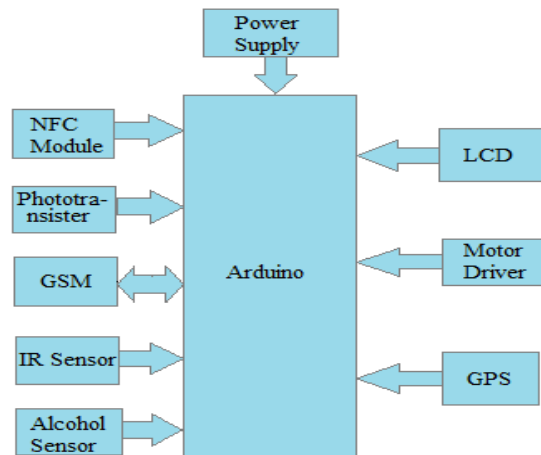 Power
Supply
NFC
Module
Phototra-
nsister
GSM
IR Sensor
Alcohol
Sensor
Arduino
LCD
Motor
Driver
GPS